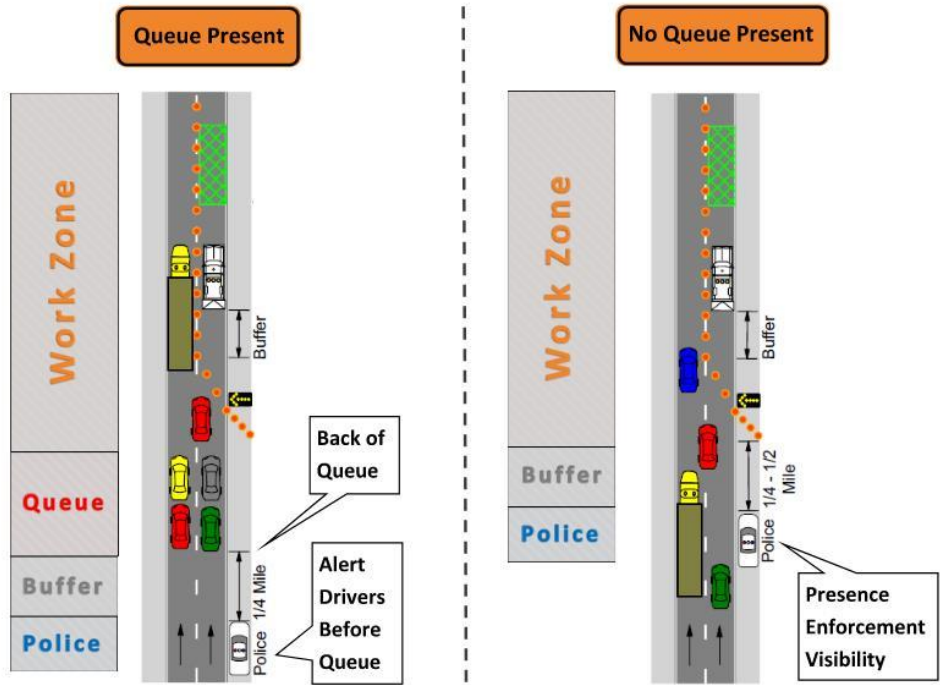 Queue Present
Work Zone
Queue
Buffer
Police
Buffer
Back of
Queue
1/4 Mile
Police
Alert
Drivers
Before
Queue
No Queue Present
Work Zone
Buffer
Police
Buffer
1/4 - 1/2
Mile
Police
Presence
Enforcement
Visibility